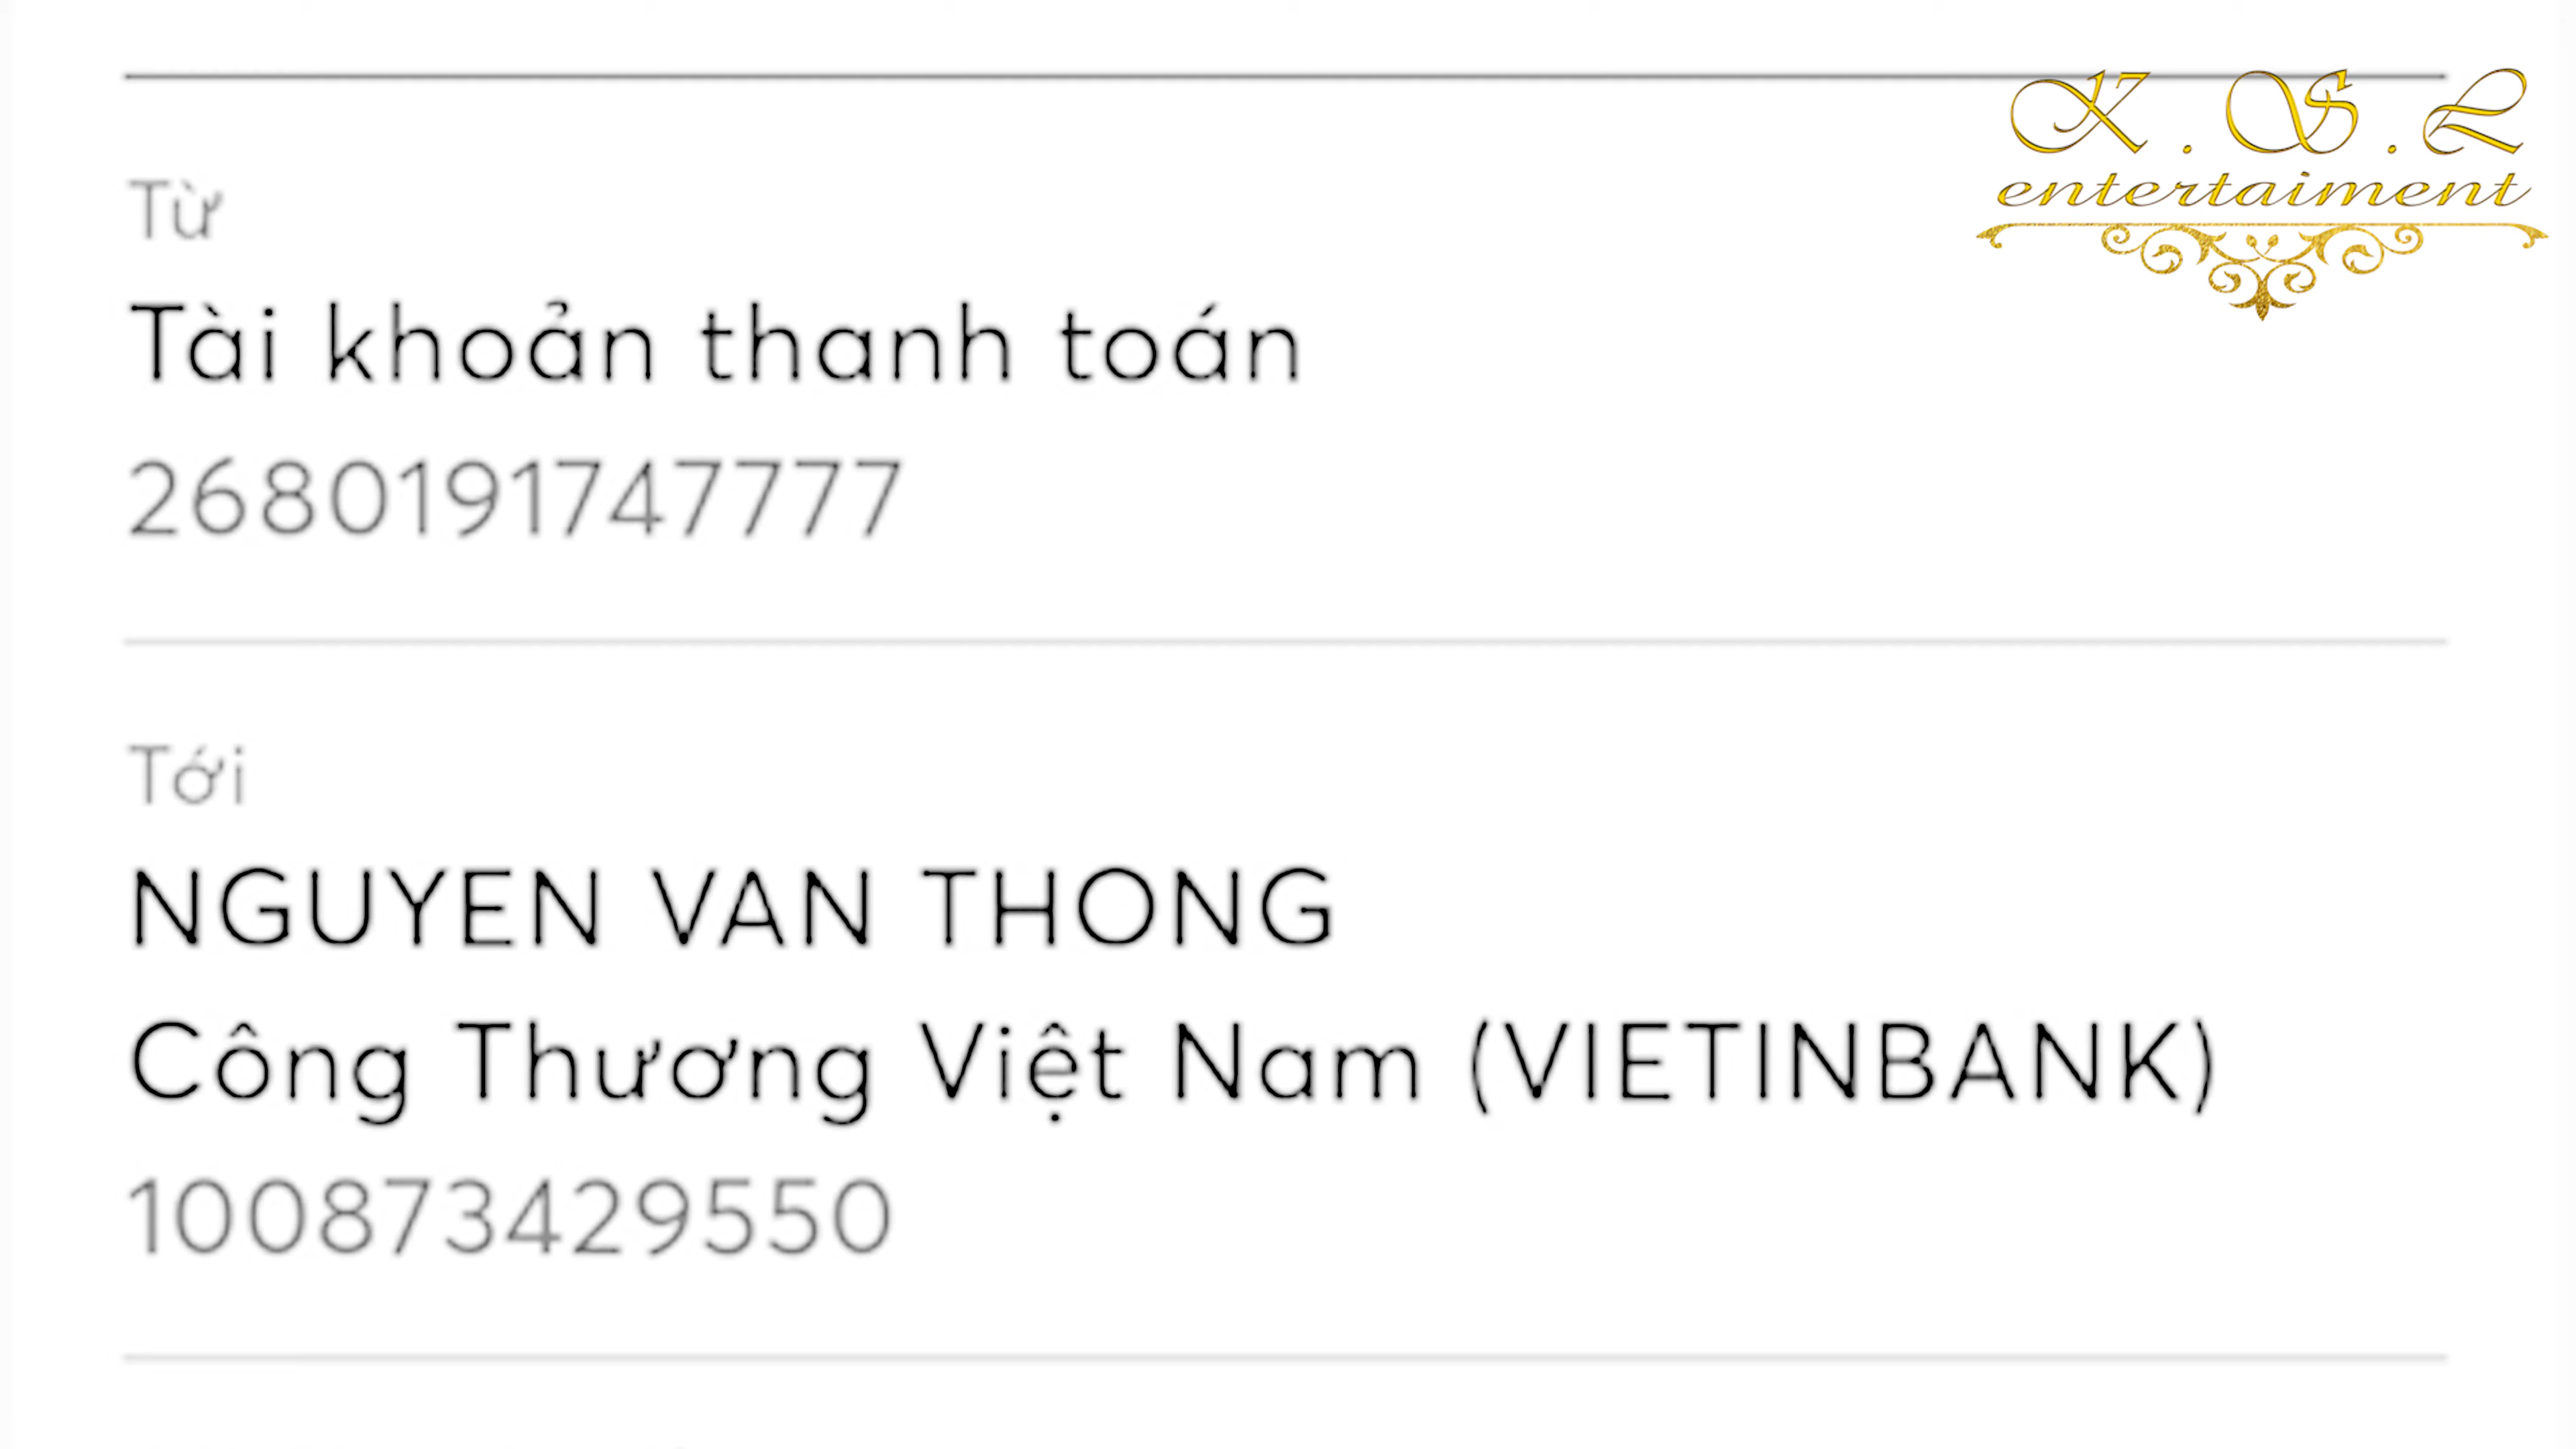 K.S.L
entertaiment
Từ
Tài khoản thanh toán
2680191747777
Tới
NGUYEN VAN THONG
Công Thương Việt Nam (VIETINBANK)
100873429550